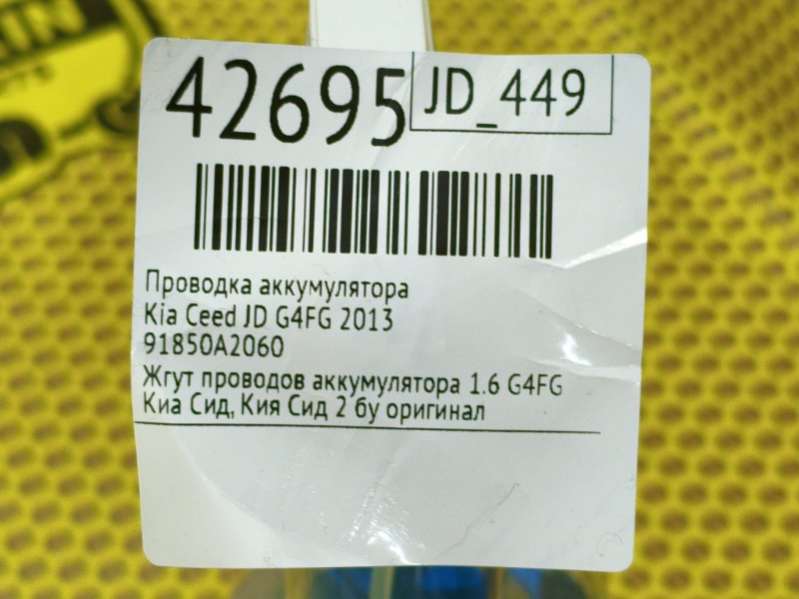 42695
JD_449
Проводка аккумулятора
Kia Ceed JD G4FG 2013
91850A2060
Жгут проводов аккумулятора 1.6 G4FG
Киа Сид, Кия Сид 2 бу оригинал